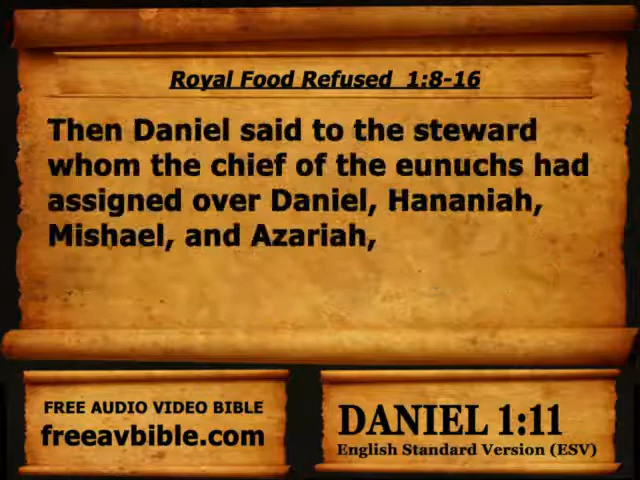 Royal Food Refused 1:8-16
Then Daniel said to the steward
whom the chief of the eunuchs had
assigned over Daniel, Hananiah,
Mishael, and Azariah,
FREE AUDIO VIDEO BIBLE
freeavbible.com
DANIEL 1:11
English Standard Version (ESV)